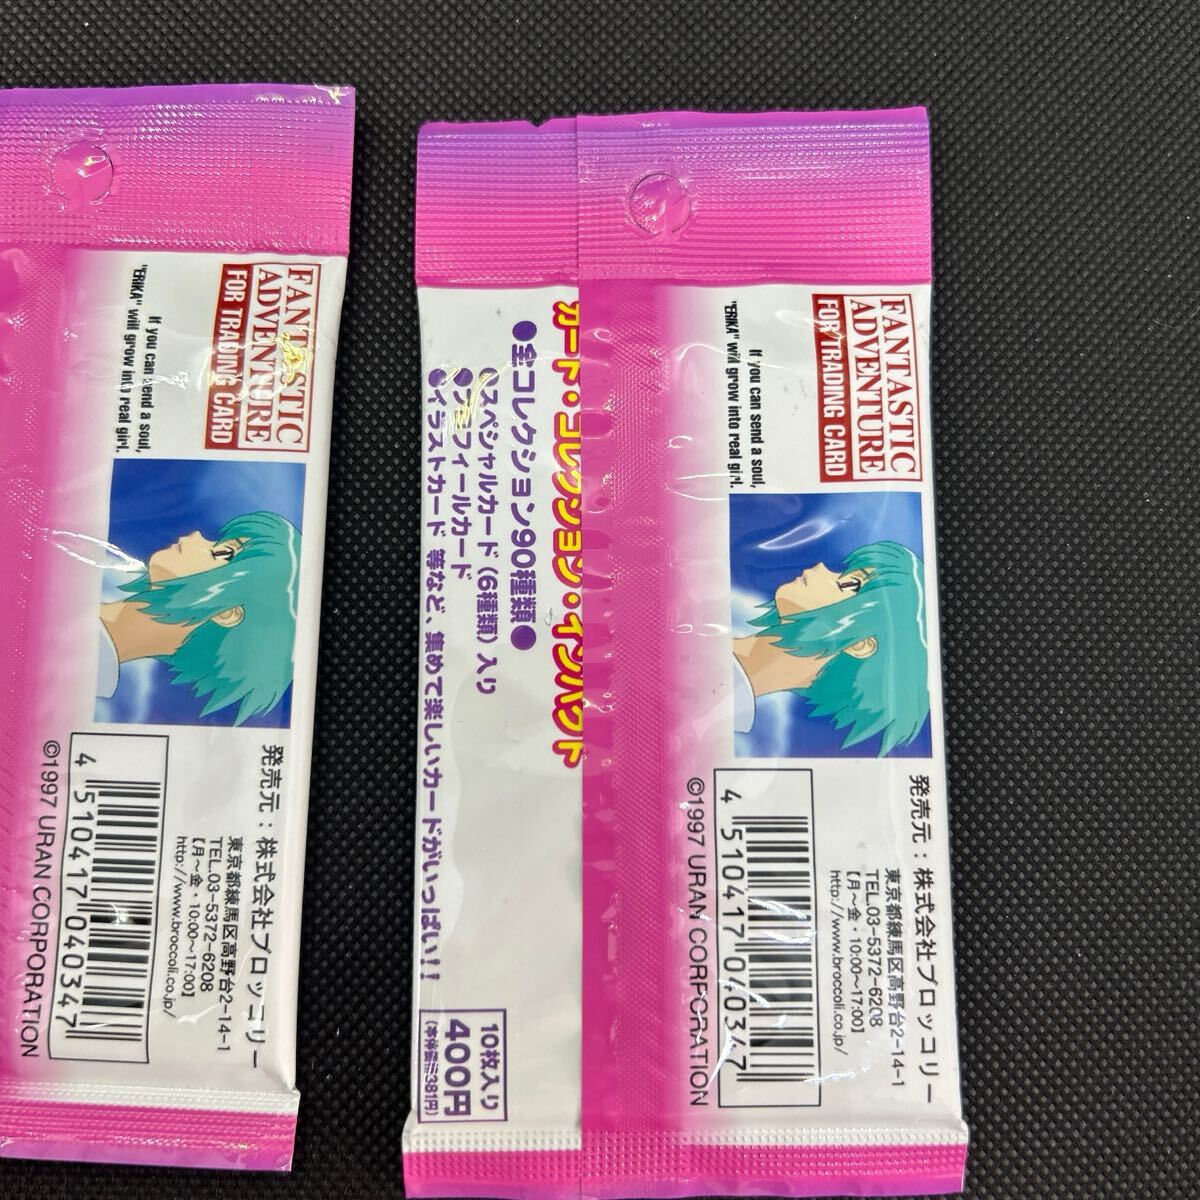 FANTASTIC
ADVENTURE
FOR TRADING CARD
If you can send a soul,
"ERIKA" will grow into real girl.
発売元：株式会社ブロッコリー
東京都練馬区高野台2-14-1
TEL.03-5372-6208
【月～金・10:00～17:00】
http://www.broccoli.co.jp/
4 510417 040347
©1997 URAN CORPORATION
カード・コレクション・インパクト
●全コレクション90種類●
●スペシャルカード（6種類）入り
●プロフィールカード
●イラストカード 等など、集めて楽しいカードがいっぱい！！
10枚入り
400円
(本体価格381円)
FANTASTIC
ADVENTURE
FOR TRADING CARD
If you can send a soul,
"ERIKA" will grow into real girl.
発売元：株式会社ブロッコリー
東京都練馬区高野台2-14-1
TEL.03-5372-6208
【月～金・10:00～17:00】
http://www.broccoli.co.jp/
4 510417 040347
©1997 URAN CORPORATION